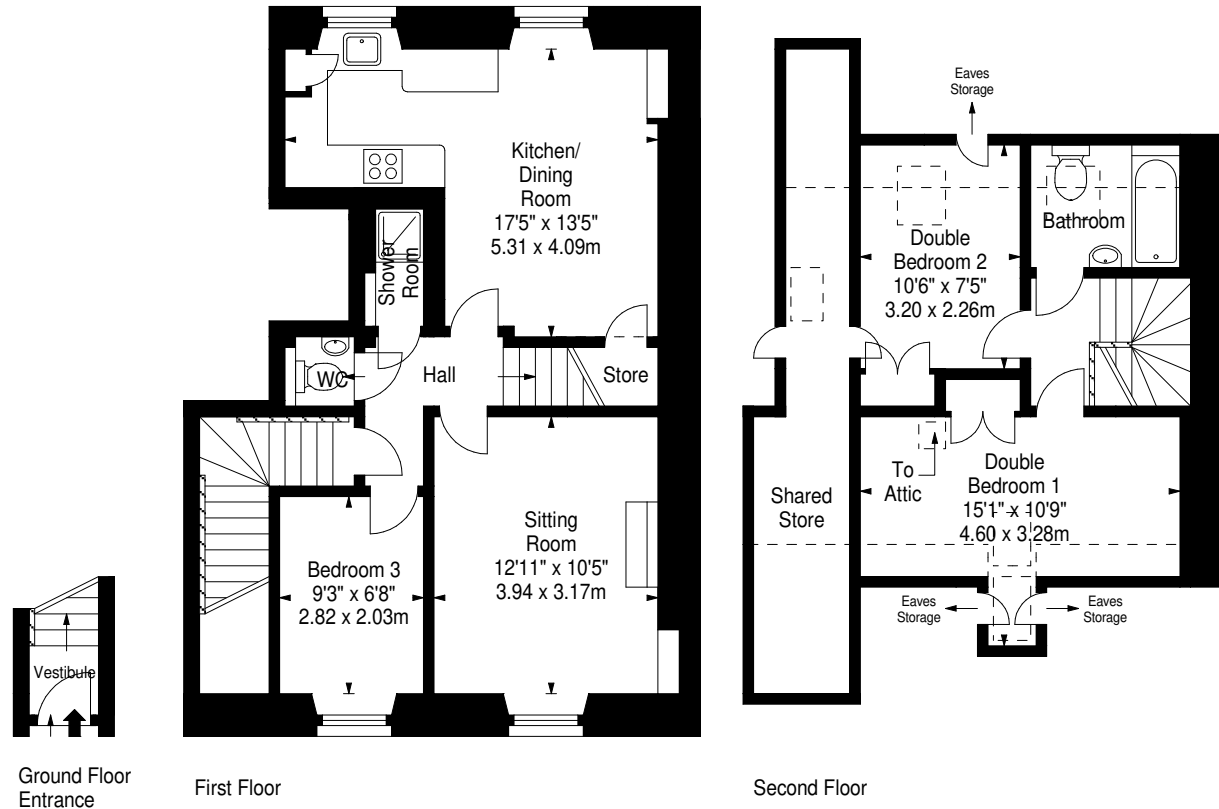 Kitchen/
Dining
Room
17'5" x 13'5"
5.31 x 4.09m
Shower
Room
WC
Hall
Store
Sitting
Room
12'11" x 10'5"
3.94 x 3.17m
Bedroom 3
9'3" x 6'8"
2.82 x 2.03m
Vestibule
Ground Floor
Entrance
First Floor
Eaves
Storage
Double
Bedroom 2
10'6" x 7'5"
3.20 x 2.26m
Bathroom
To
Attic
Double
Bedroom 1
15'1" x 10'9"
4.60 x 3.28m
Shared
Store
Eaves
Storage
Eaves
Storage
Second Floor